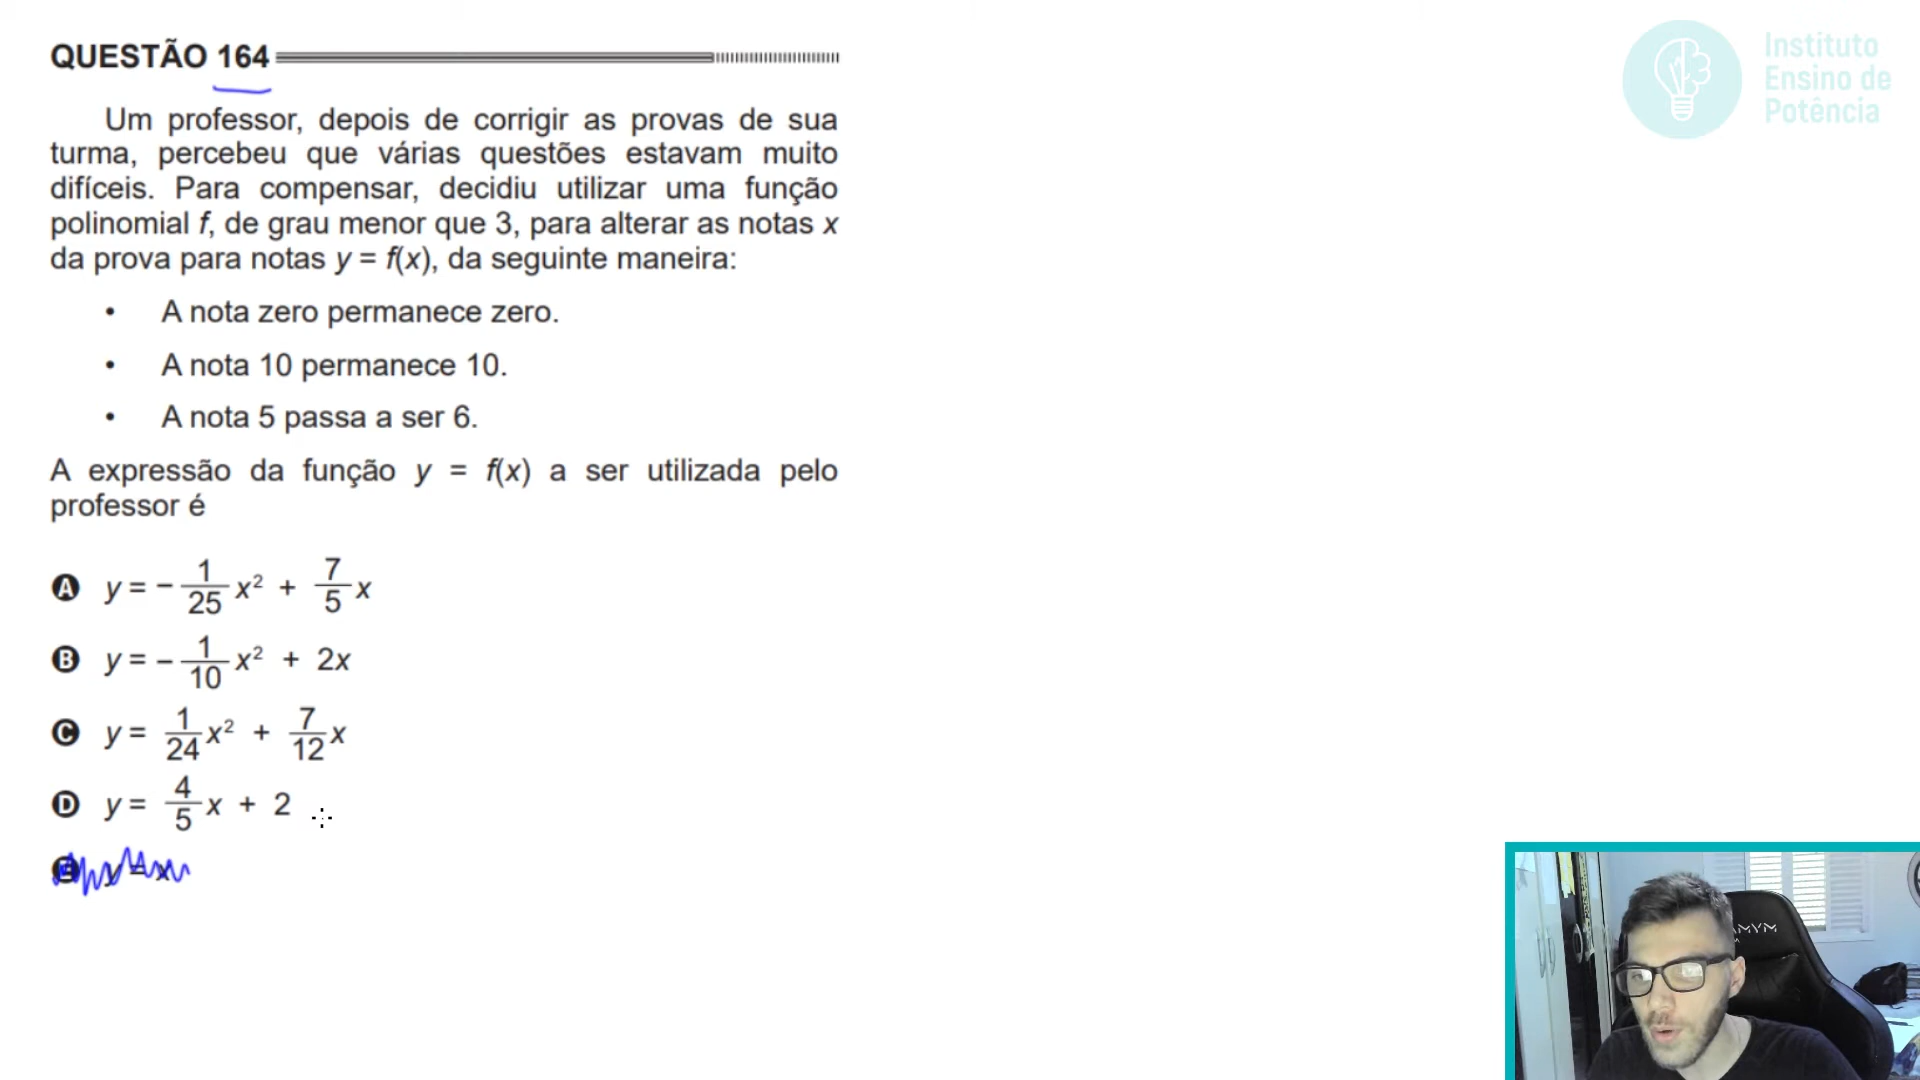 QUESTÃO 164
Um professor, depois de corrigir as provas de sua
turma, percebeu que várias questões estavam muito
difíceis. Para compensar, decidiu utilizar uma função
polinomial f, de grau menor que 3, para alterar as notas x
da prova para notas y = f(x), da seguinte maneira:
• A nota zero permanece zero.
• A nota 10 permanece 10.
• A nota 5 passa a ser 6.
A expressão da função y = f(x) a ser utilizada pelo
professor é
A y = − 1/25 x² + 7/5 x
B y = − 1/10 x² + 2x
C y = 1/24 x² + 7/12 x
D y = 4/5 x + 2
E y = x
Instituto
Ensino de
Potência